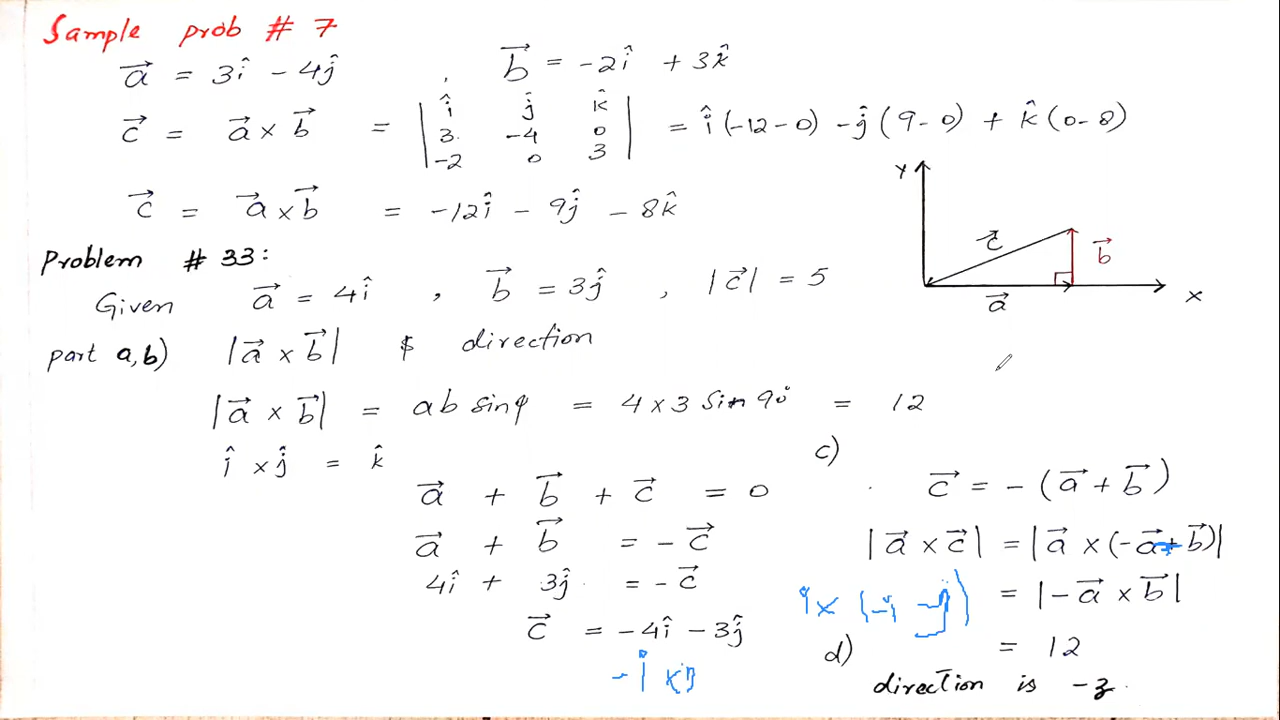 Sample prob # 7
a⃗ = 3î - 4ĵ , b⃗ = -2î + 3k̂
c⃗ = a⃗ × b⃗ = | î ĵ k̂ | = î (-12-0) - ĵ (9-0) + k̂ (0-8)
| 3 -4 0 |
| -2 0 3 |
c⃗ = a⃗ × b⃗ = -12î - 9ĵ - 8k̂
Y
c⃗
b⃗
a⃗
X
Problem # 33:
Given a⃗ = 4î , b⃗ = 3ĵ , |c⃗| = 5
part a,b) |a⃗ × b⃗| $ direction
|a⃗ × b⃗| = ab sinφ = 4×3 sin 90° = 12
î × ĵ = k̂
a⃗ + b⃗ + c⃗ = 0
a⃗ + b⃗ = -c⃗
4î + 3ĵ = -c⃗
c⃗ = -4î - 3ĵ
c)
c⃗ = -(a⃗ + b⃗)
|a⃗ × c⃗| = |a⃗ × (-a⃗ - b⃗)|
= |-a⃗ × b⃗|
d) = 12
direction is -z.